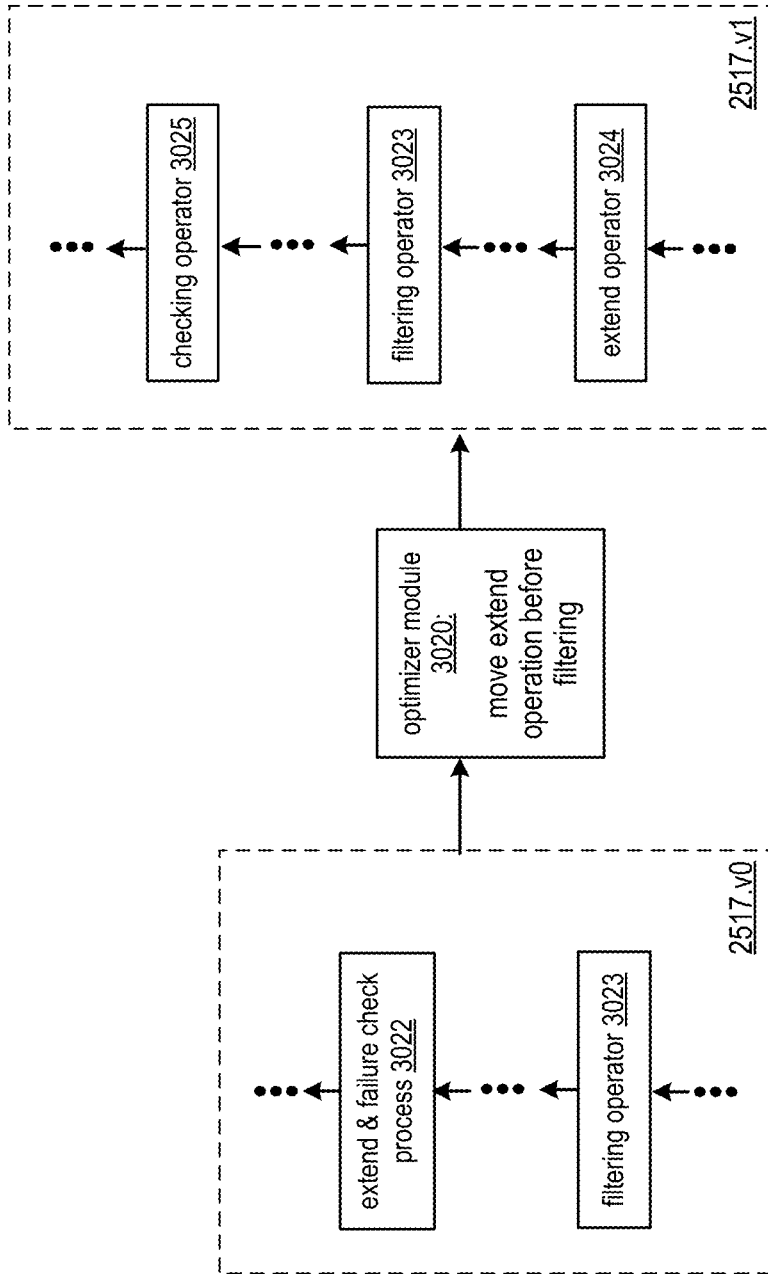 extend & failure check
process 3022
filtering operator 3023
2517.v0
optimizer module
3020:
move extend
operation before
filtering
checking operator 3025
filtering operator 3023
extend operator 3024
2517.v1